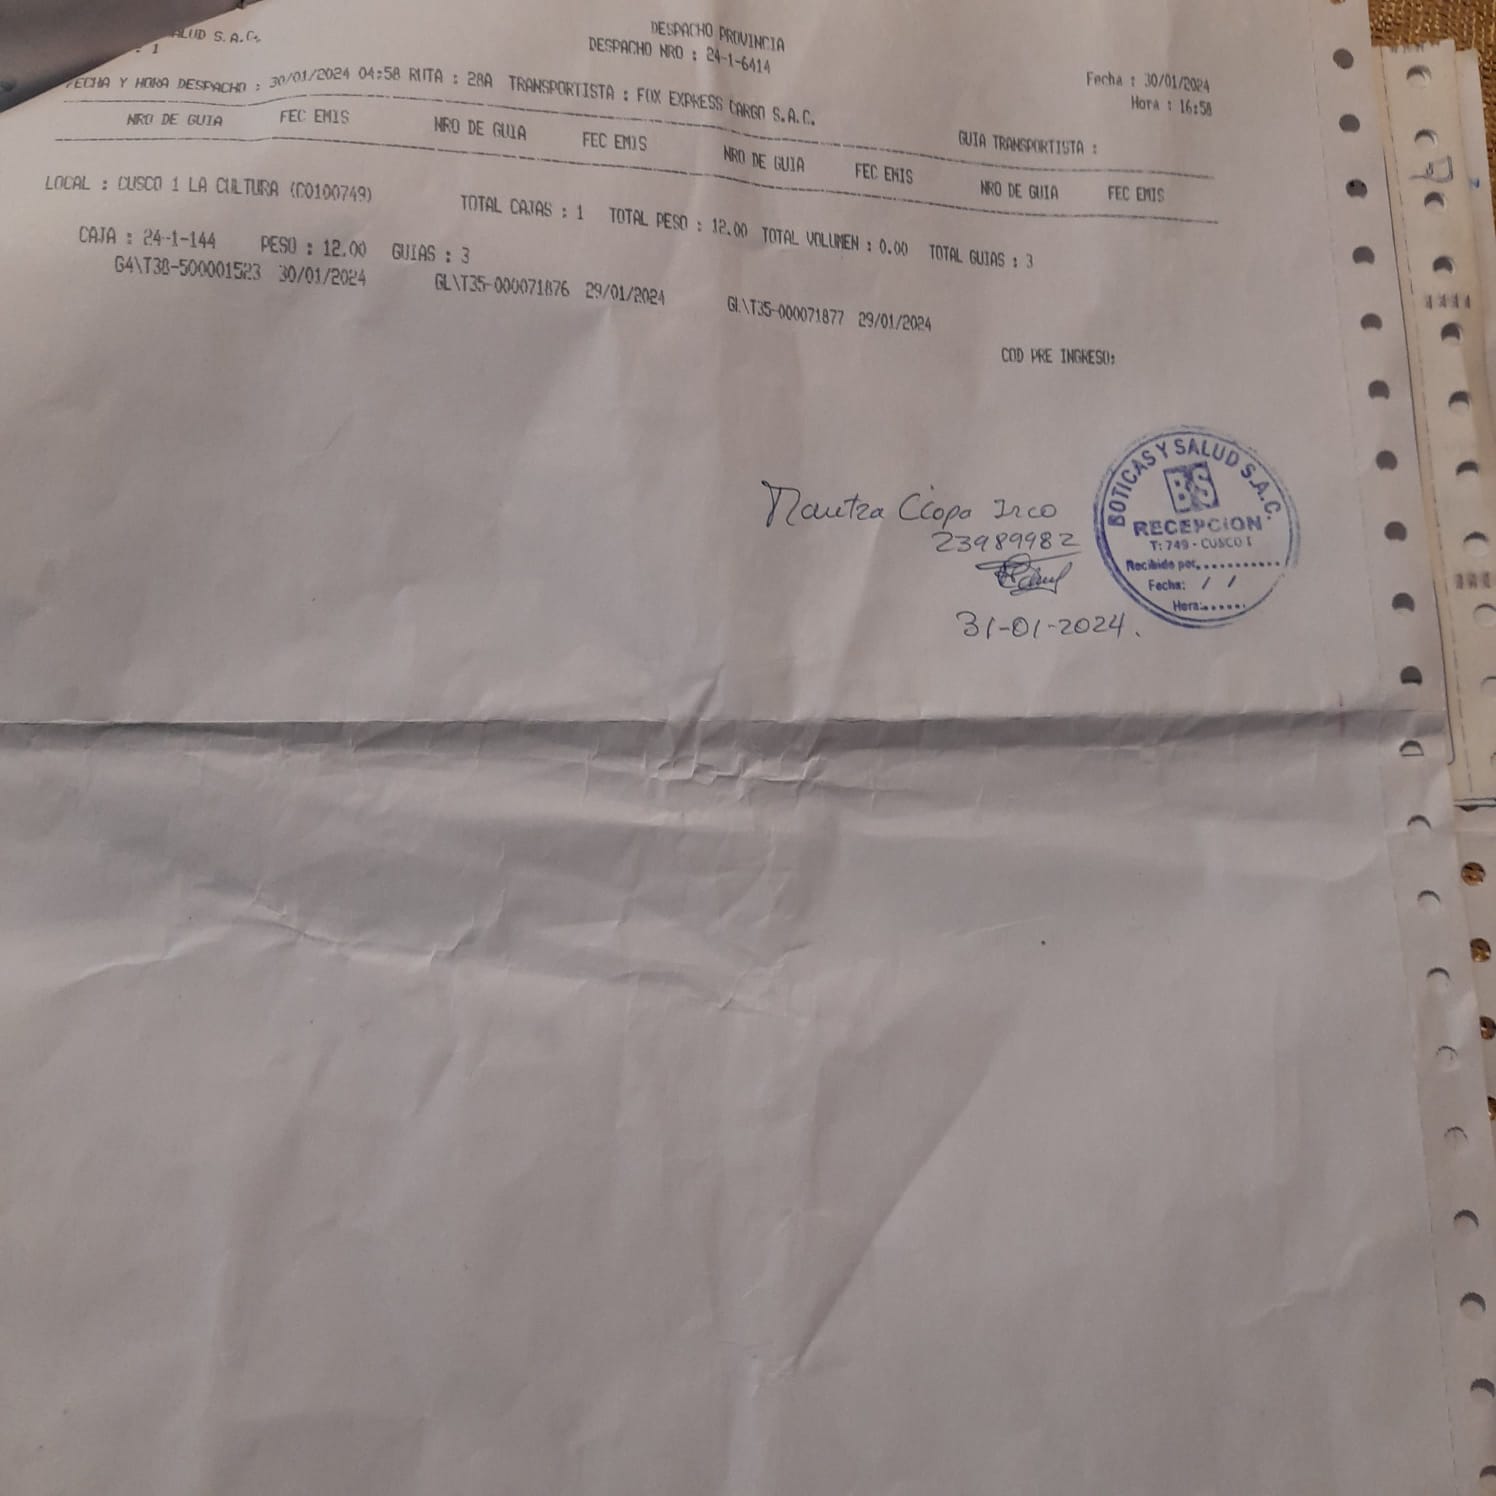 ALUD S.A.C.
: 1
DESPACHO PROVINCIA
DESPACHO NRO : 24-1-6414
Fecha : 30/01/2024
Hora : 16:58
FECHA Y HORA DESPACHO : 30/01/2024 04:58 RUTA : 28A TRANSPORTISTA : FOX EXPRESS CARGO S.A.C.
GUIA TRANSPORTISTA :
NRO DE GUIA FEC EMIS NRO DE GUIA FEC EMIS NRO DE GUIA FEC EMIS NRO DE GUIA FEC EMIS
LOCAL : CUSCO 1 LA CULTURA (C0100749) TOTAL CAJAS : 1 TOTAL PESO : 12.00 TOTAL VOLUMEN : 0.00 TOTAL GUIAS : 3
CAJA : 24-1-144 PESO : 12.00 GUIAS : 3
G4\T38-500001523 30/01/2024 GL\T35-000071876 29/01/2024 GL\T35-000071877 29/01/2024
COD PRE INGRESO:
23989982
31-01-2024.
BOTICAS Y SALUD S.A.C.
BS
RECEPCION
T: 749 - CUSCO I
Recibido por
Fecha: / /
Hora: